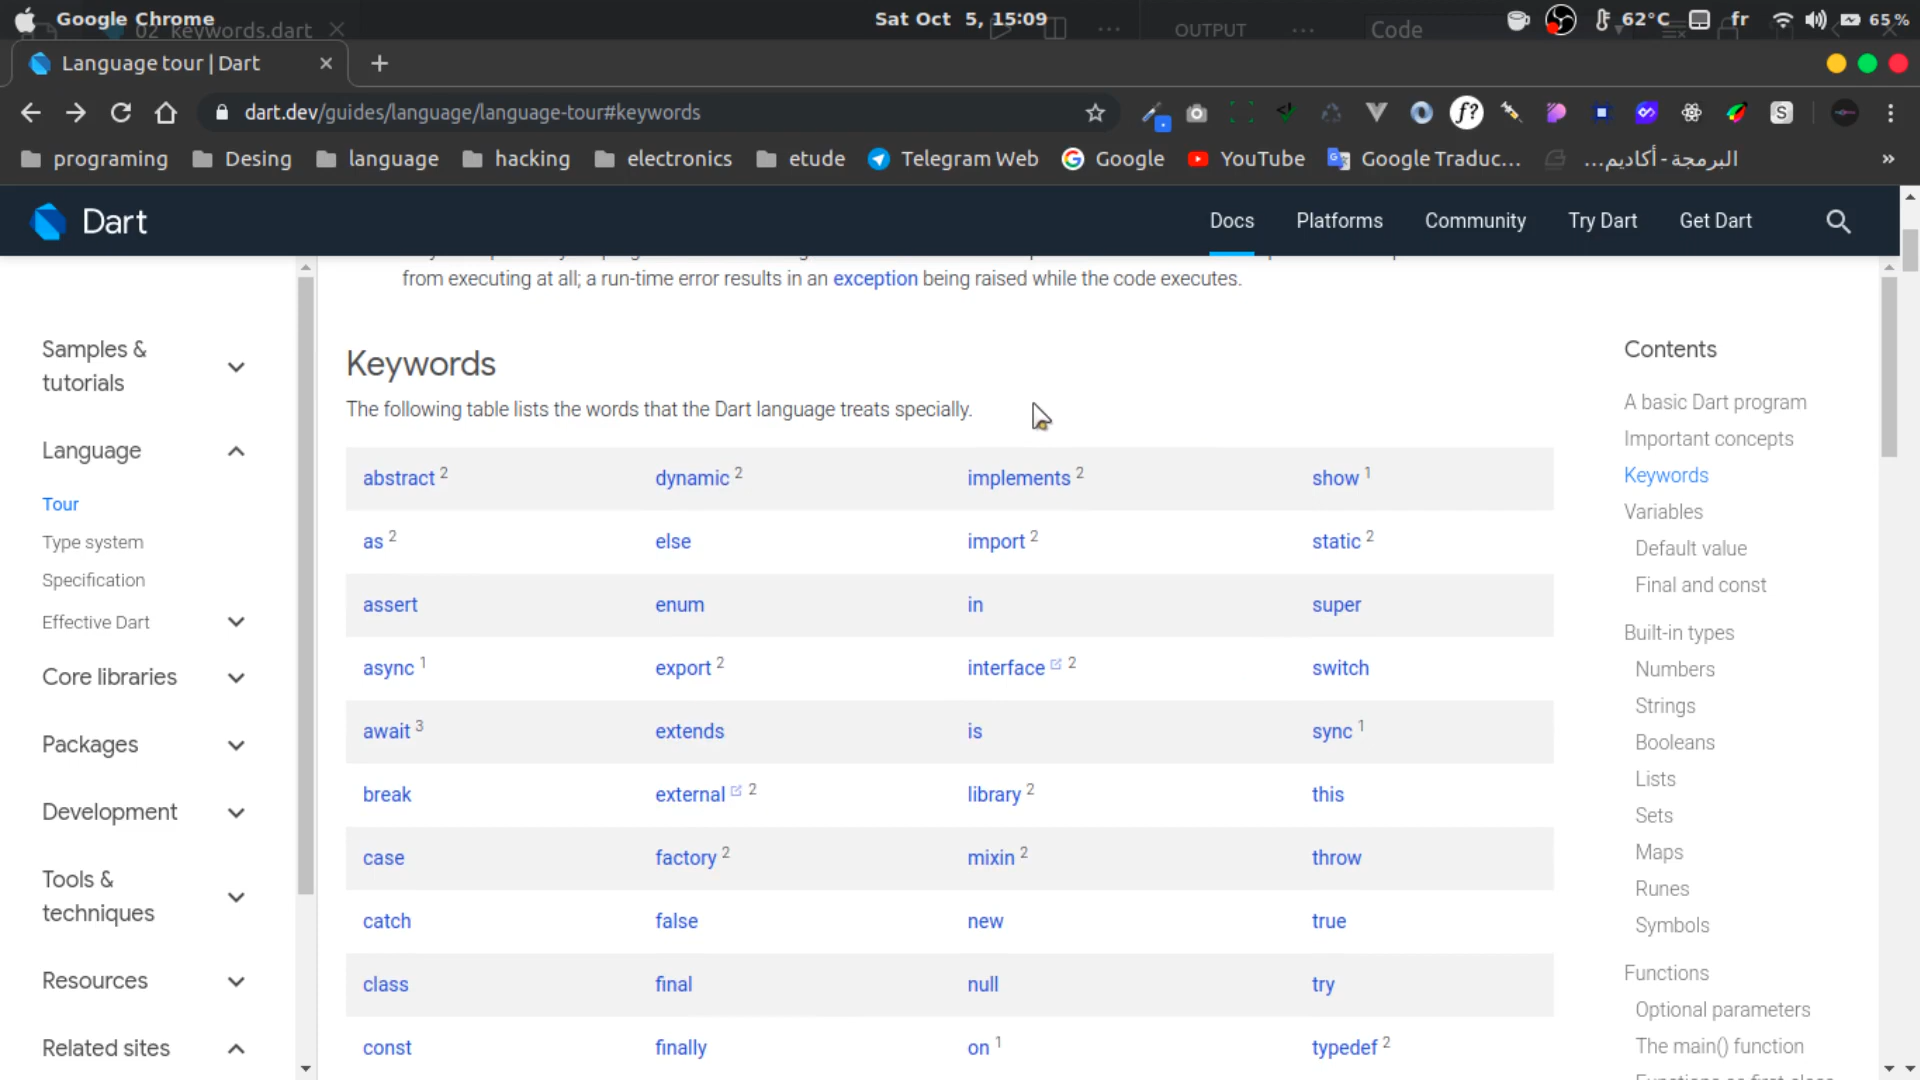 Google Chrome
Sat Oct 5, 15:09
62°C
fr
65%
02_keywords.dart
OUTPUT
Code
Language tour | Dart
dart.dev/guides/language/language-tour#keywords
programing
Desing
language
hacking
electronics
etude
Telegram Web
Google
YouTube
Google Traduc...
البرمجة - أكاديم...
»
Dart
Docs
Platforms
Community
Try Dart
Get Dart
from executing at all; a run-time error results in an exception being raised while the code executes.
Samples &
tutorials
Language
Tour
Type system
Specification
Effective Dart
Core libraries
Packages
Development
Tools &
techniques
Resources
Related sites
Keywords
The following table lists the words that the Dart language treats specially.
abstract 2 dynamic 2 implements 2 show 1
as 2 else import 2 static 2
assert enum in super
async 1 export 2 interface 2 switch
await 3 extends is sync 1
break external 2 library 2 this
case factory 2 mixin 2 throw
catch false new true
class final null try
const finally on 1 typedef 2
Contents
A basic Dart program
Important concepts
Keywords
Variables
Default value
Final and const
Built-in types
Numbers
Strings
Booleans
Lists
Sets
Maps
Runes
Symbols
Functions
Optional parameters
The main() function